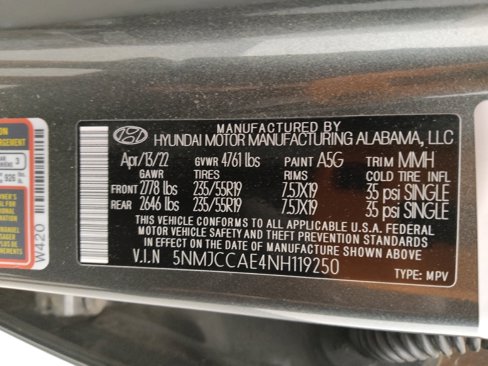 MANUFACTURED BY
HYUNDAI MOTOR MANUFACTURING ALABAMA, LLC
Apr/13/22 GVWR 4761 lbs PAINT A5G TRIM MMH
GAWR TIRES RIMS COLD TIRE INFL
FRONT 2778 lbs 235/55R19 7.5JX19 35 psi SINGLE
REAR 2646 lbs 235/55R19 7.5JX19 35 psi SINGLE
THIS VEHICLE CONFORMS TO ALL APPLICABLE U.S.A. FEDERAL
MOTOR VEHICLE SAFETY AND THEFT PREVENTION STANDARDS
IN EFFECT ON THE DATE OF MANUFACTURE SHOWN ABOVE.
V.I.N 5NMJCCAE4NH119250
TYPE: MPV
3
926
W420